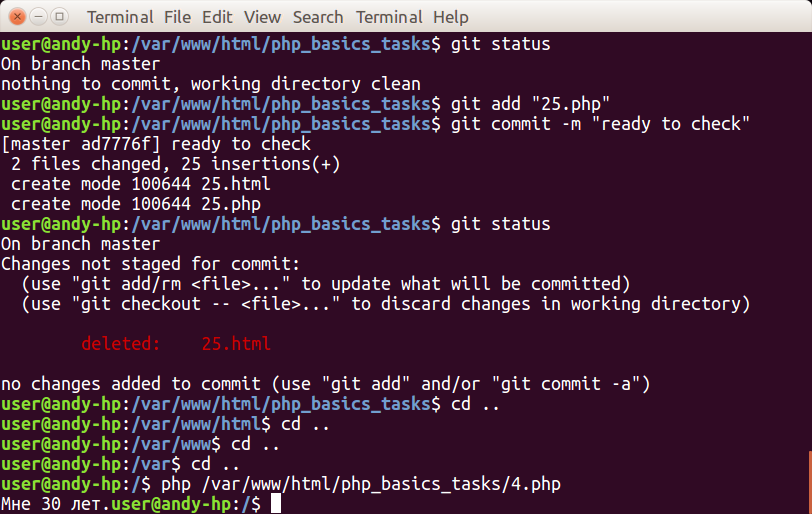 Terminal File Edit View Search Terminal Help
user@andy-hp:/var/www/html/php_basics_tasks$ git status
On branch master
nothing to commit, working directory clean
user@andy-hp:/var/www/html/php_basics_tasks$ git add "25.php"
user@andy-hp:/var/www/html/php_basics_tasks$ git commit -m "ready to check"
[master ad7776f] ready to check
 2 files changed, 25 insertions(+)
 create mode 100644 25.html
 create mode 100644 25.php
user@andy-hp:/var/www/html/php_basics_tasks$ git status
On branch master
Changes not staged for commit:
  (use "git add/rm <file>..." to update what will be committed)
  (use "git checkout -- <file>..." to discard changes in working directory)
        deleted:    25.html
no changes added to commit (use "git add" and/or "git commit -a")
user@andy-hp:/var/www/html/php_basics_tasks$ cd ..
user@andy-hp:/var/www/html$ cd ..
user@andy-hp:/var/www$ cd ..
user@andy-hp:/var$ cd ..
user@andy-hp:/$ php /var/www/html/php_basics_tasks/4.php
Мне 30 лет.user@andy-hp:/$